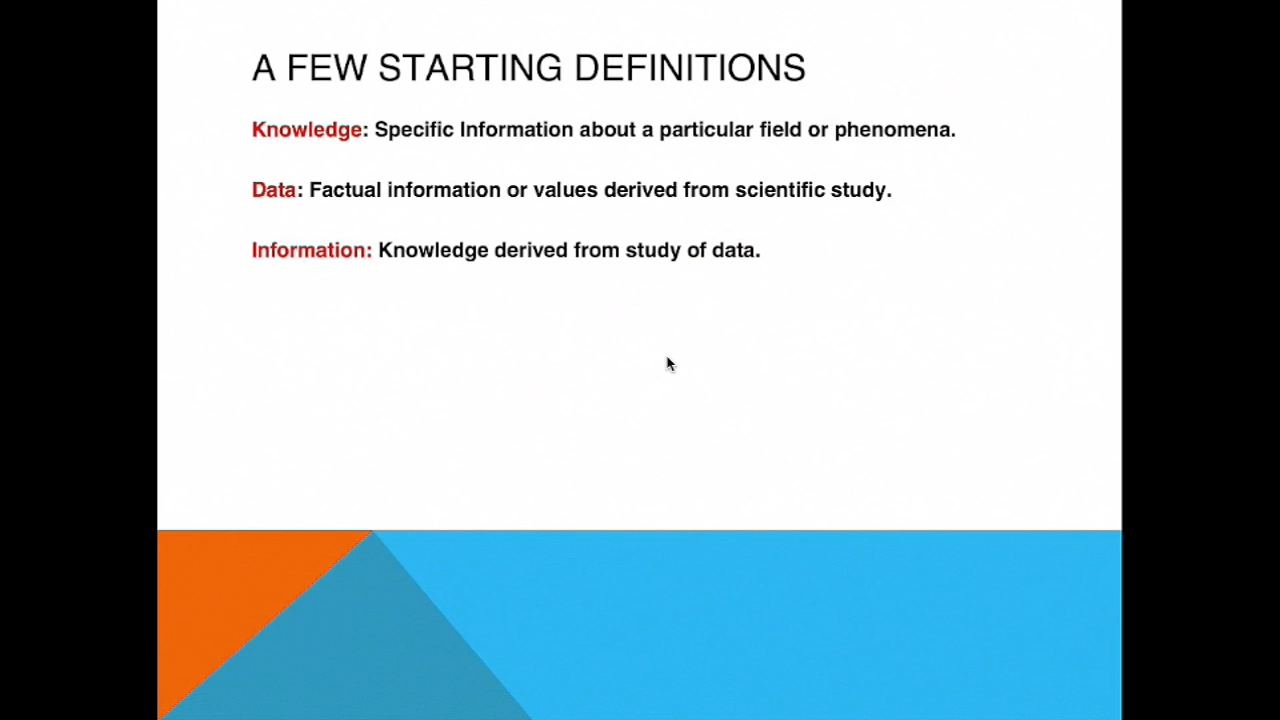 A FEW STARTING DEFINITIONS
Knowledge: Specific Information about a particular field or phenomena.
Data: Factual information or values derived from scientific study.
Information: Knowledge derived from study of data.